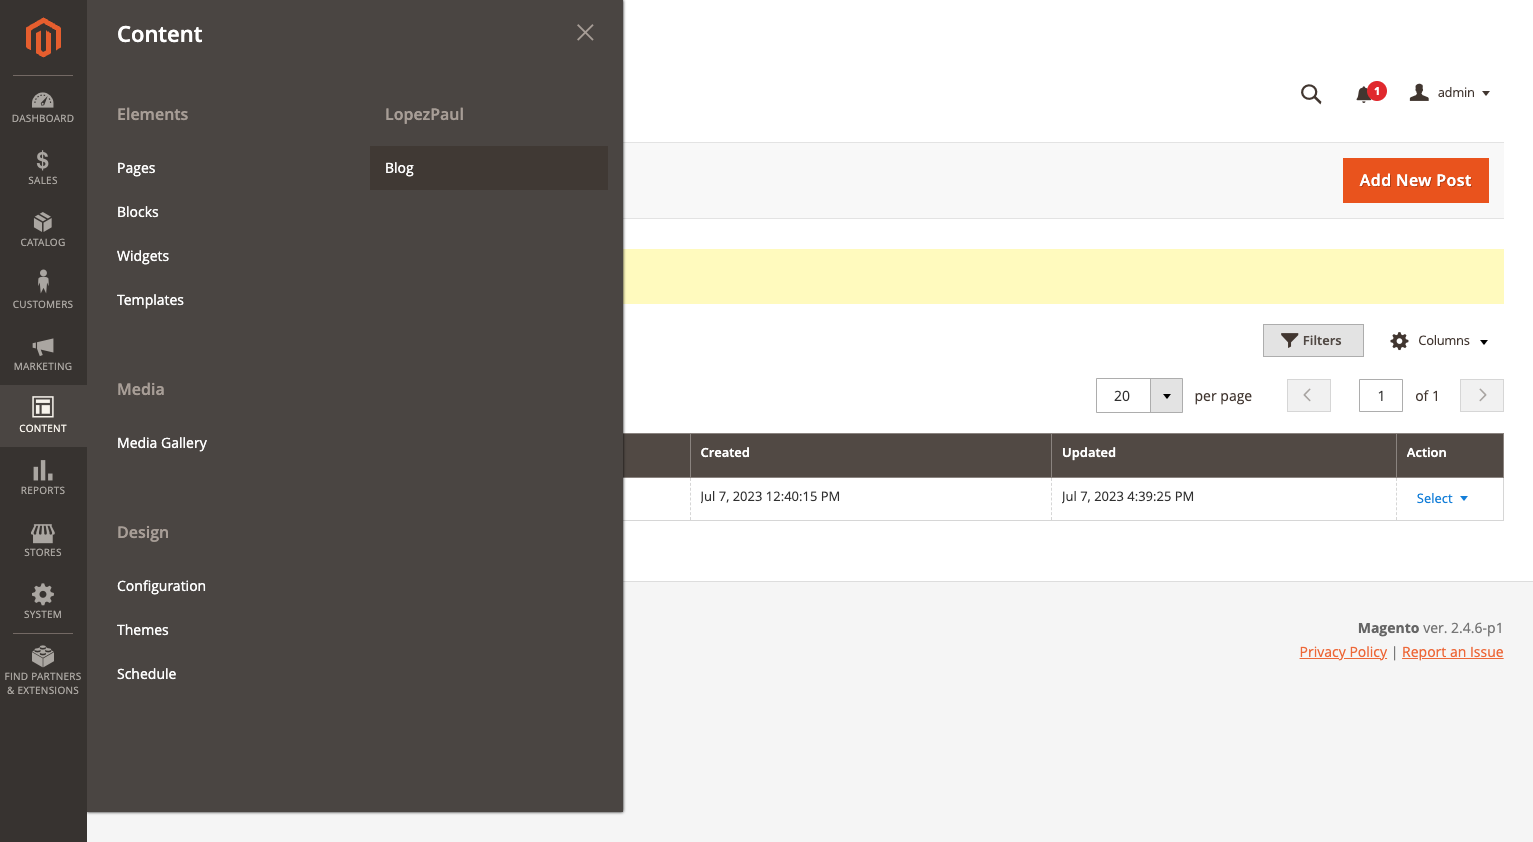 DASHBOARD
SALES
CATALOG
CUSTOMERS
MARKETING
CONTENT
REPORTS
STORES
SYSTEM
FIND PARTNERS
& EXTENSIONS
Content
Elements
Pages
Blocks
Widgets
Templates
Media
Media Gallery
Design
Configuration
Themes
Schedule
LopezPaul
Blog
1
admin
Add New Post
Filters
Columns
20
per page
1
of 1
Created
Updated
Action
Jul 7, 2023 12:40:15 PM
Jul 7, 2023 4:39:25 PM
Select
Magento ver. 2.4.6-p1
Privacy Policy | Report an Issue